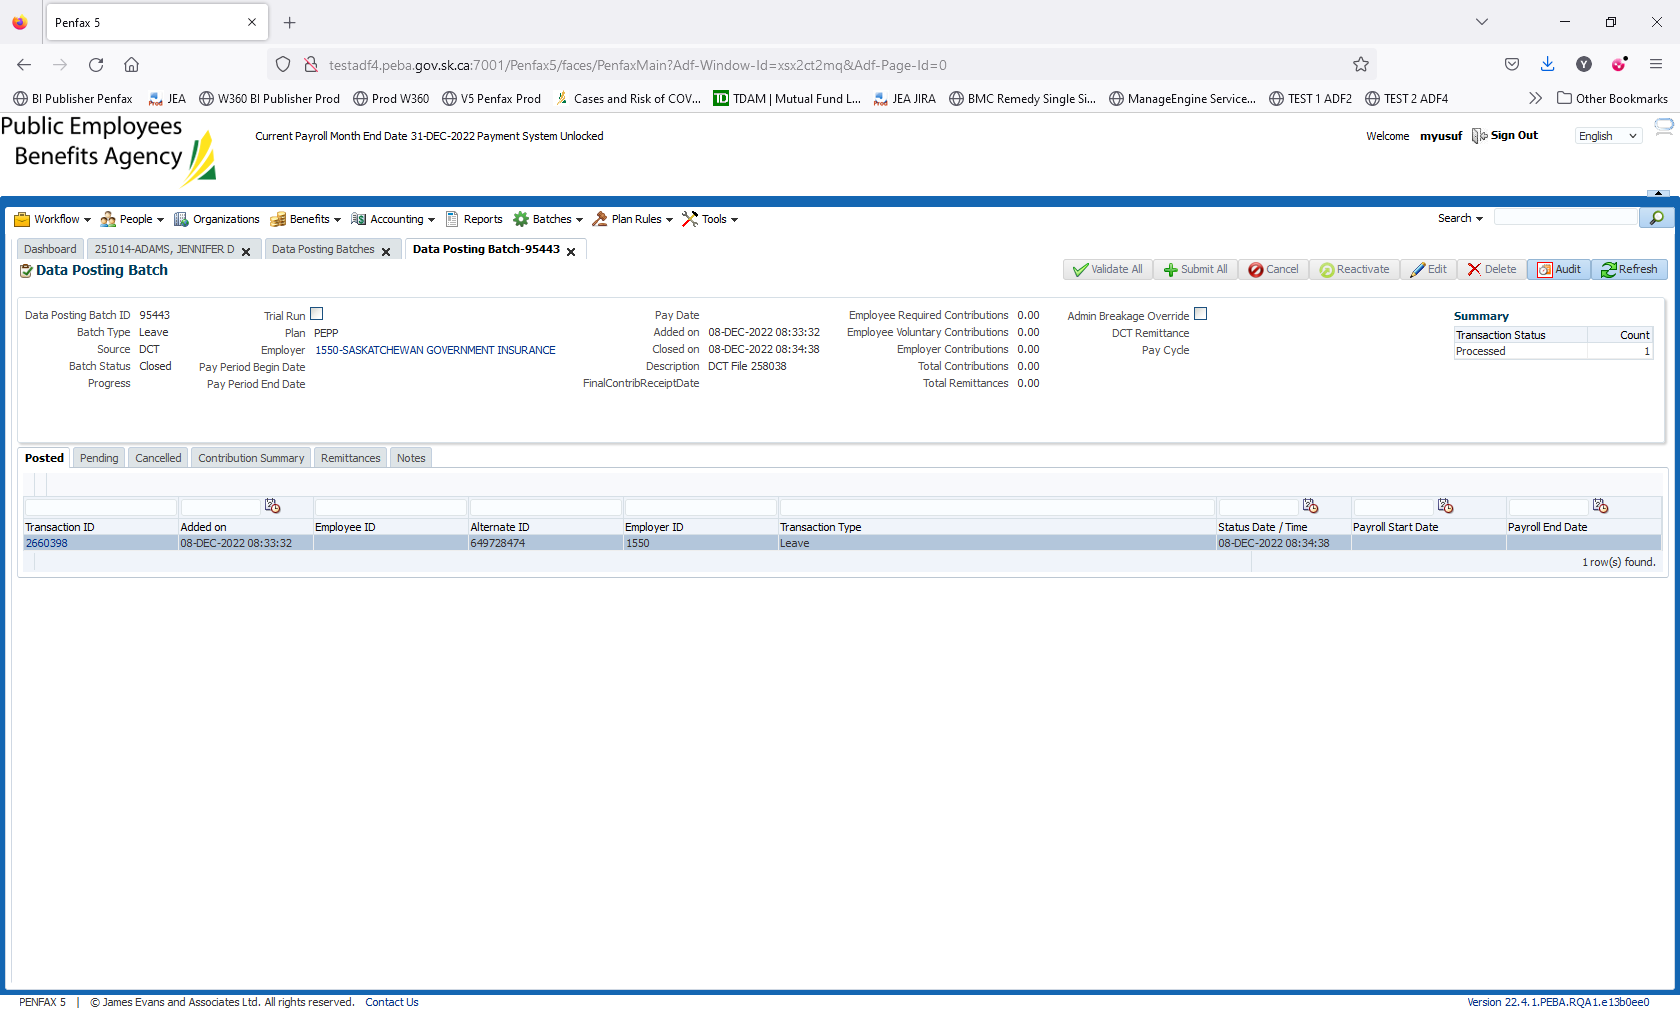 Penfax 5
testadf4.peba.gov.sk.ca:7001/Penfax5/faces/PenfaxMain?Adf-Window-Id=xsx2ct2mq&Adf-Page-Id=0
BI Publisher Penfax JEA W360 BI Publisher Prod Prod W360 V5 Penfax Prod Cases and Risk of COV... TD TDAM | Mutual Fund L... JEA JIRA BMC Remedy Single Si... ManageEngine Service... TEST 1 ADF2 TEST 2 ADF4 Other Bookmarks
Public Employees
Benefits Agency
Current Payroll Month End Date 31-DEC-2022 Payment System Unlocked
Welcome myusuf Sign Out English
Workflow People Organizations Benefits Accounting Reports Batches Plan Rules Tools Search
Dashboard 251014-ADAMS, JENNIFER D Data Posting Batches Data Posting Batch-95443
Data Posting Batch
Validate All Submit All Cancel Reactivate Edit Delete Audit Refresh
Data Posting Batch ID 95443 Trial Run Pay Date Employee Required Contributions 0.00 Admin Breakage Override Summary
Batch Type Leave Plan PEPP Added on 08-DEC-2022 08:33:32 Employee Voluntary Contributions 0.00 DCT Remittance Transaction Status Count
Source DCT Employer 1550-SASKATCHEWAN GOVERNMENT INSURANCE Closed on 08-DEC-2022 08:34:38 Employer Contributions 0.00 Pay Cycle Processed 1
Batch Status Closed Pay Period Begin Date Description DCT File 258038 Total Contributions 0.00
Progress Pay Period End Date FinalContribReceiptDate Total Remittances 0.00
Posted Pending Cancelled Contribution Summary Remittances Notes
Transaction ID Added on Employee ID Alternate ID Employer ID Transaction Type Status Date / Time Payroll Start Date Payroll End Date
2660398 08-DEC-2022 08:33:32 649728474 1550 Leave 08-DEC-2022 08:34:38
1 row(s) found.
PENFAX 5 | © James Evans and Associates Ltd. All rights reserved. Contact Us Version 22.4.1.PEBA.RQA1.e13b0ee0